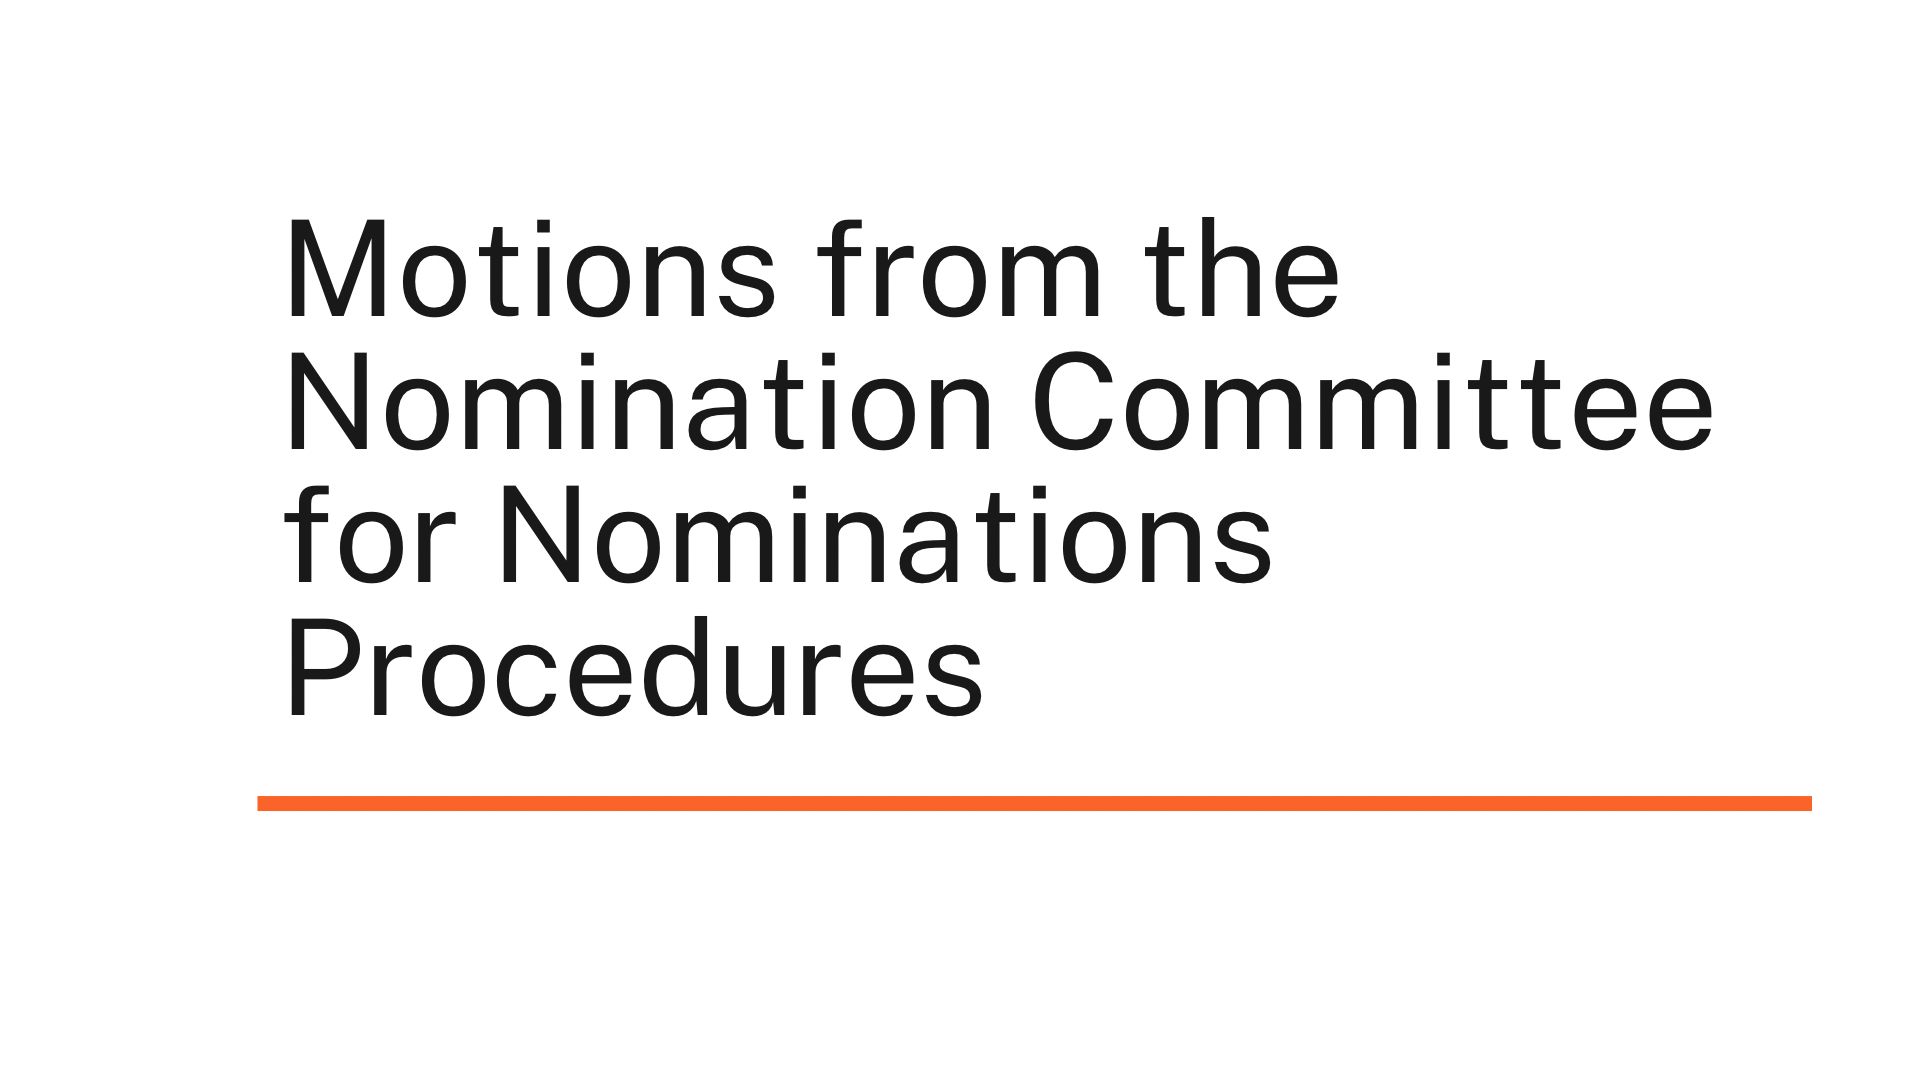 Motions from the
Nomination Committee
for Nominations
Procedures